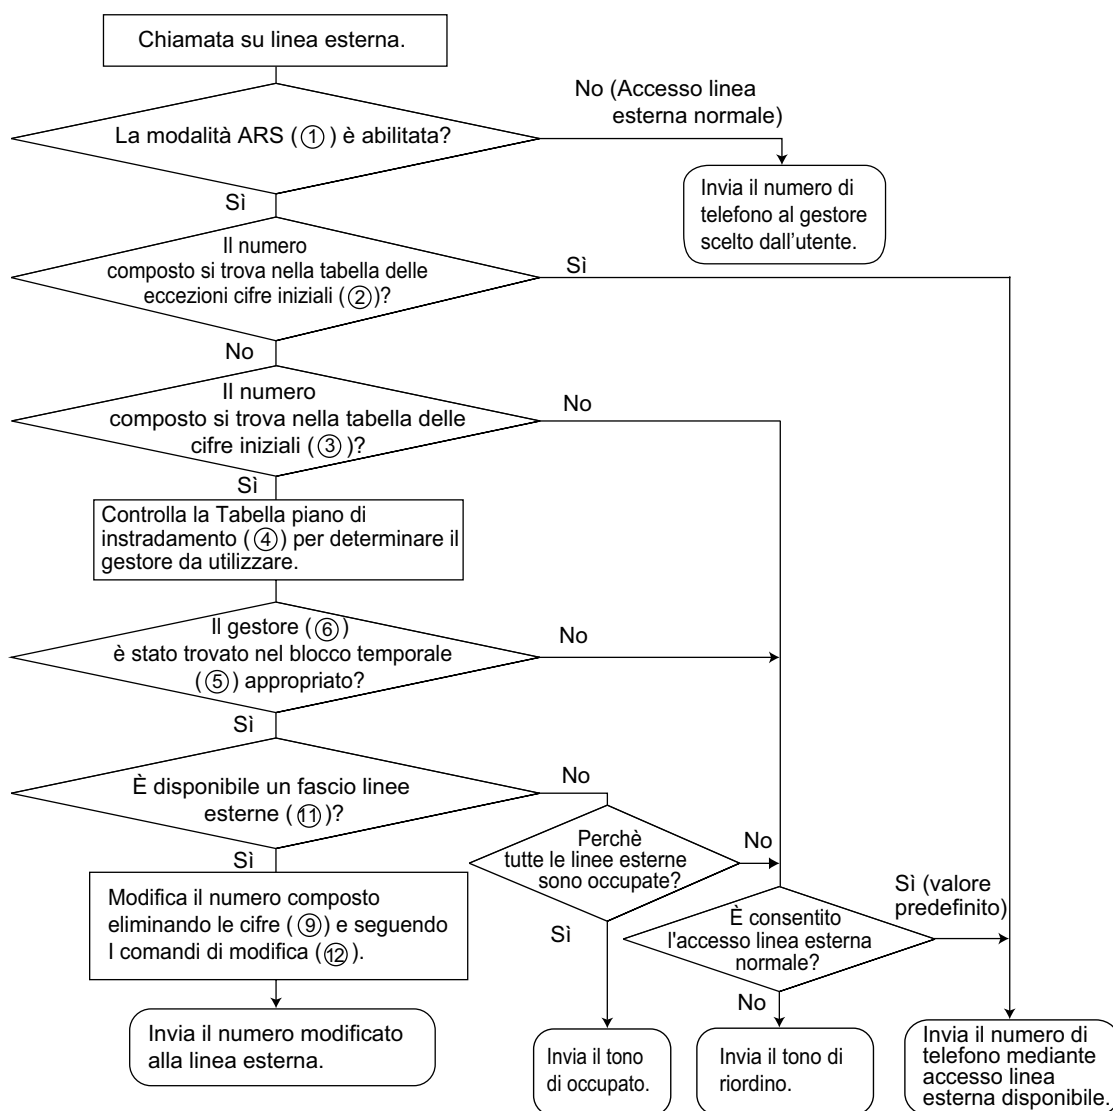 Chiamata su linea esterna.
No (Accesso linea
esterna normale)
La modalità ARS (①) è abilitata?
Invia il numero di
telefono al gestore
scelto dall'utente.
Sì
Il numero
composto si trova nella tabella delle
eccezioni cifre iniziali (②)?
Sì
No
Il numero
composto si trova nella tabella delle
cifre iniziali (③)?
No
Sì
Controlla la Tabella piano di
instradamento (④) per determinare il
gestore da utilizzare.
Il gestore (⑥)
è stato trovato nel blocco temporale
(⑤) appropriato?
No
Sì
È disponibile un fascio linee
esterne (⑪)?
No
Perchè
tutte le linee esterne
sono occupate?
No
Sì
Modifica il numero composto
eliminando le cifre (⑨) e seguendo
I comandi di modifica (⑫).
Sì (valore
predefinito)
È consentito
l'accesso linea esterna
normale?
Sì
No
Invia il numero modificato
alla linea esterna.
Invia il tono
di occupato.
Invia il tono di
riordino.
Invia il numero di
telefono mediante
accesso linea
esterna disponibile.